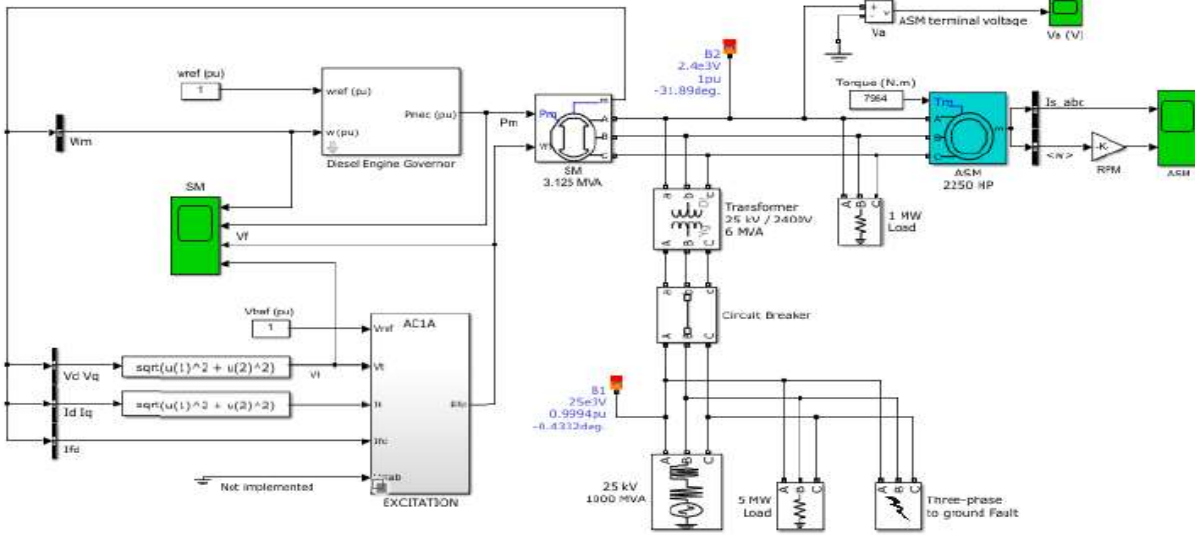 ASM terminal voltage
Va
Va (V)
B2
2.4e3V
1pu
-31.89deg.
wref (pu)
1
wref (pu)
Pmec (pu)
w (pu)
Diesel Engine Governor
Wm
Pm
Pm
m
A
B
C
SM
3.125 MVA
Torque (N.m)
7964
Tm
A
B
C
m
ASM
2250 HP
Is_abc
<w>
-K-
RPM
ASM
SM
Vf
a b c
Transformer
25 kV / 2400V
6 MVA
A B C
A B C
1 MW
Load
a b c
Circuit Breaker
A B C
Vtref (pu)
1
AC1A
Vref
Vt
Efd
EXCITATION
Vd Vq
sqrt(u(1)^2 + u(2)^2)
Vt
Id Iq
sqrt(u(1)^2 + u(2)^2)
Ifd
Not implemented
B1
25e3V
0.9994pu
-0.4332deg.
A B C
25 kV
1000 MVA
A B C
5 MW
Load
A B C
Three-phase
to ground Fault